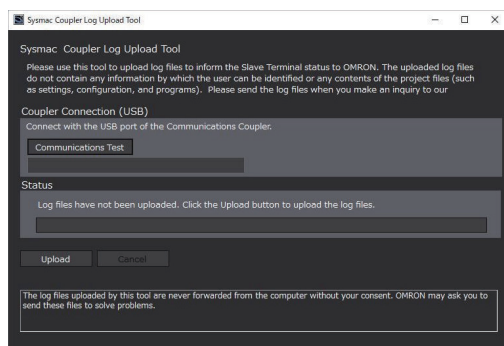 Sysmac Coupler Log Upload Tool
Sysmac Coupler Log Upload Tool
Please use this tool to upload log files to inform the Slave Terminal status to OMRON. The uploaded log files
do not contain any information by which the user can be identified or any contents of the project files (such
as settings, configuration, and programs). Please send the log files when you make an inquiry to our
Coupler Connection (USB)
Connect with the USB port of the Communications Coupler.
Communications Test
Status
Log files have not been uploaded. Click the Upload button to upload the log files.
Upload Cancel
The log files uploaded by this tool are never forwarded from the computer without your consent. OMRON may ask you to
send these files to solve problems.